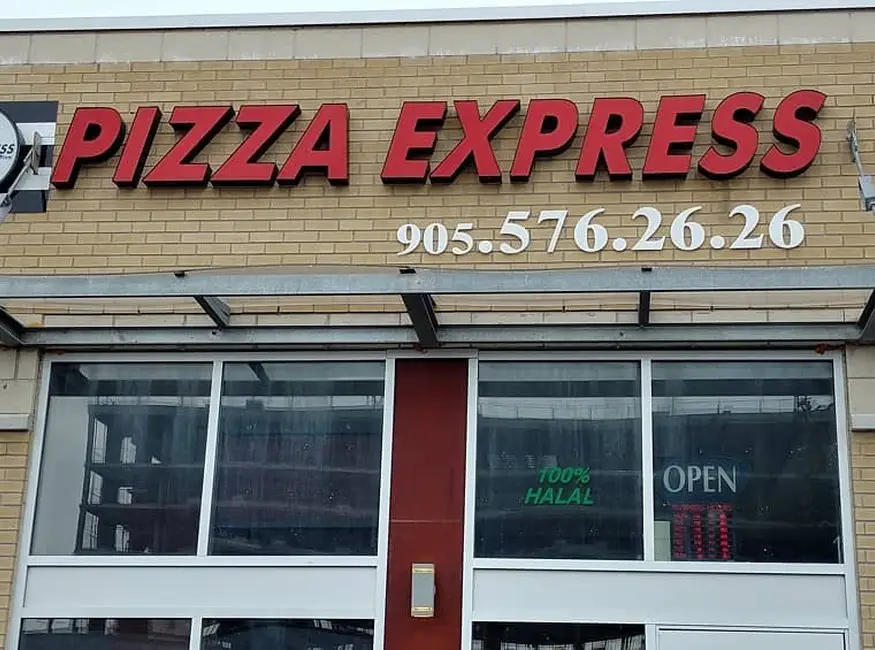 PIZZA EXPRESS
905.576.26.26
100%
HALAL
OPEN